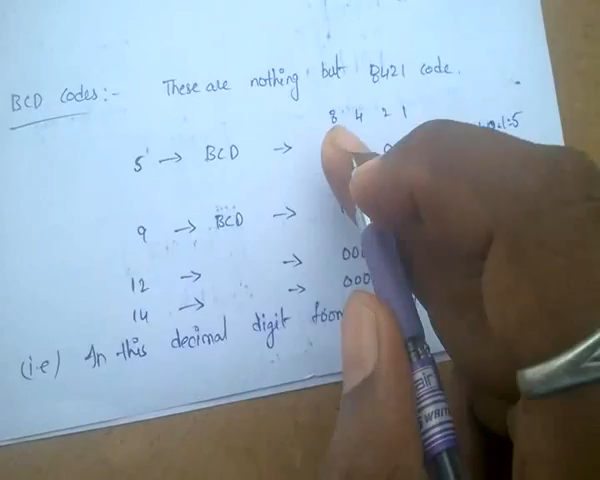 BCD codes:- These are nothing but 8421 code.
8 4 2 1
5 → BCD →
9 → BCD →
12 → → 000
14 → → 000
(i.e) In this decimal digit